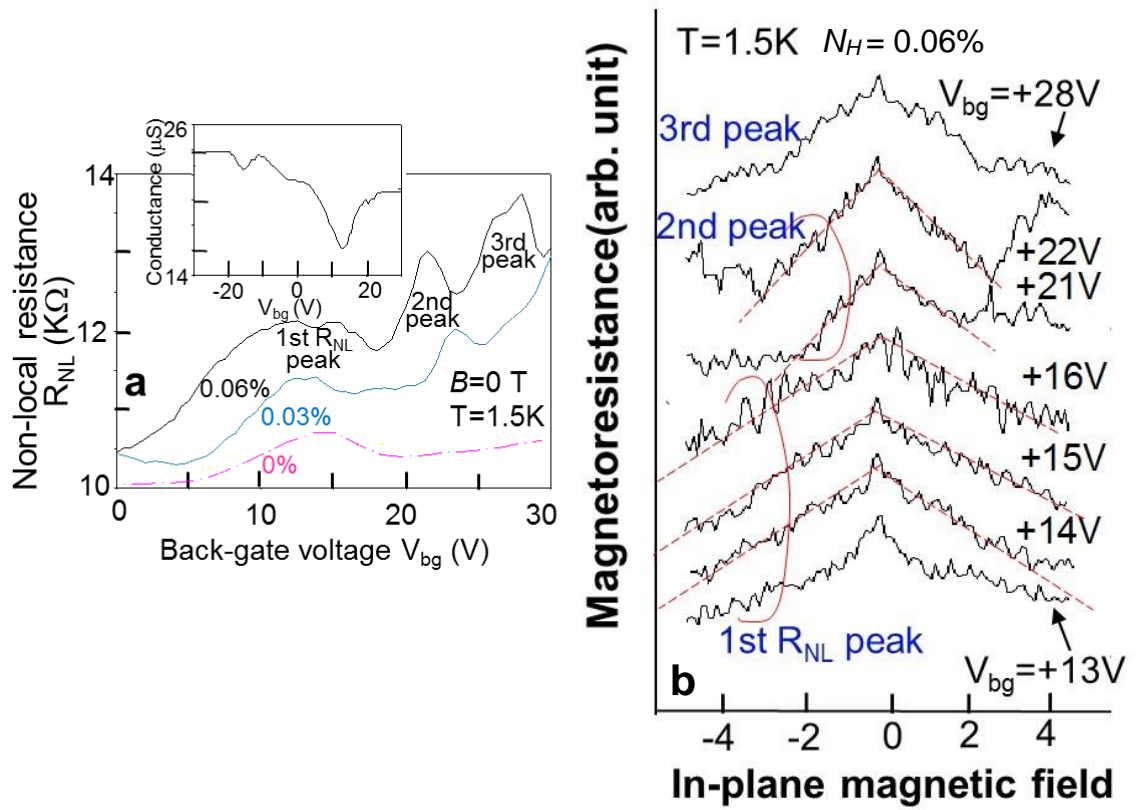 26
Conductance (µS)
14
-20
0
20
V_bg (V)
14
12
10
Non-local resistance
R_NL (KΩ)
1st R_NL
peak
2nd
peak
3rd
peak
a
0.06%
0.03%
0%
B=0 T
T=1.5K
0
10
20
30
Back-gate voltage V_bg (V)
T=1.5K N_H = 0.06%
V_bg=+28V
3rd peak
2nd peak
+22V
+21V
+16V
+15V
+14V
1st R_NL peak
V_bg=+13V
b
Magnetoresistance(arb. unit)
-4
-2
0
2
4
In-plane magnetic field